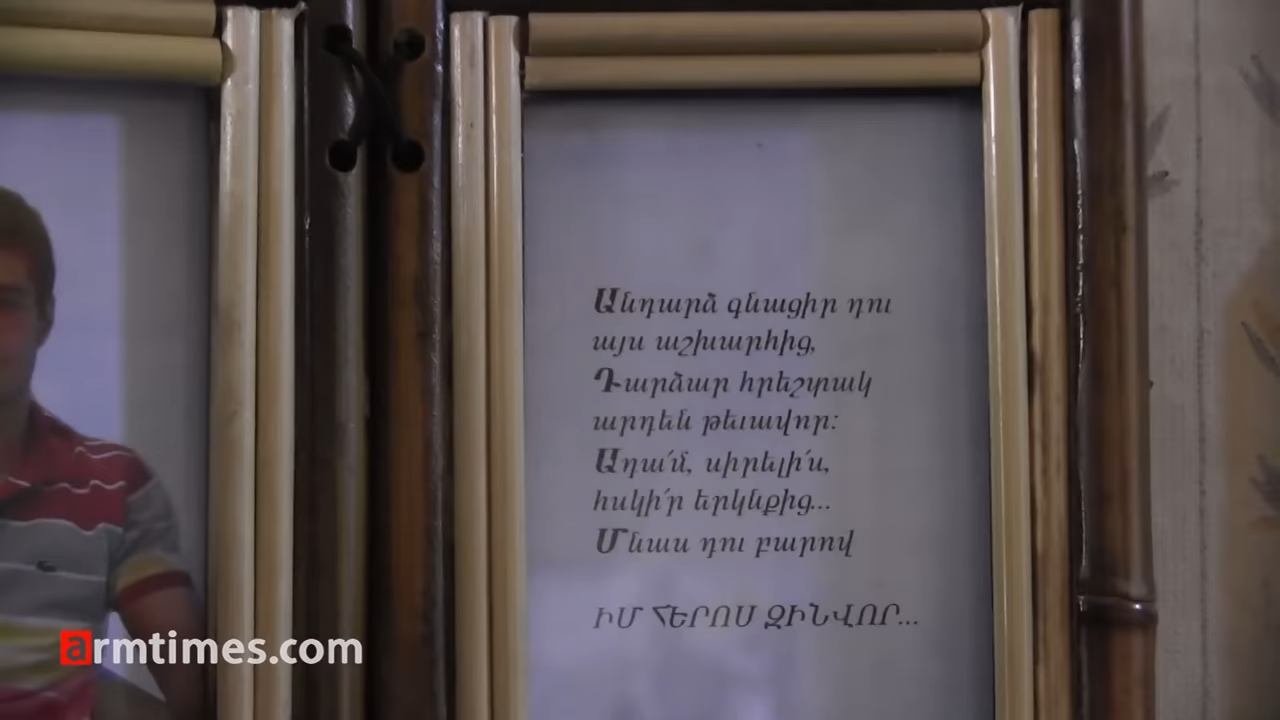 Անդարձ գնացիր դու
այս աշխարհից,
Դարձար հրեշտակ
արդեն թեւավոր:
Ադա՛մ, սիրելի՛ս,
հսկի՛ր երկնքից...
Մնաս դու բարով
ԻՄ ՀԵՐՈՍ ԶԻՆՎՈՐ...
armtimes.com